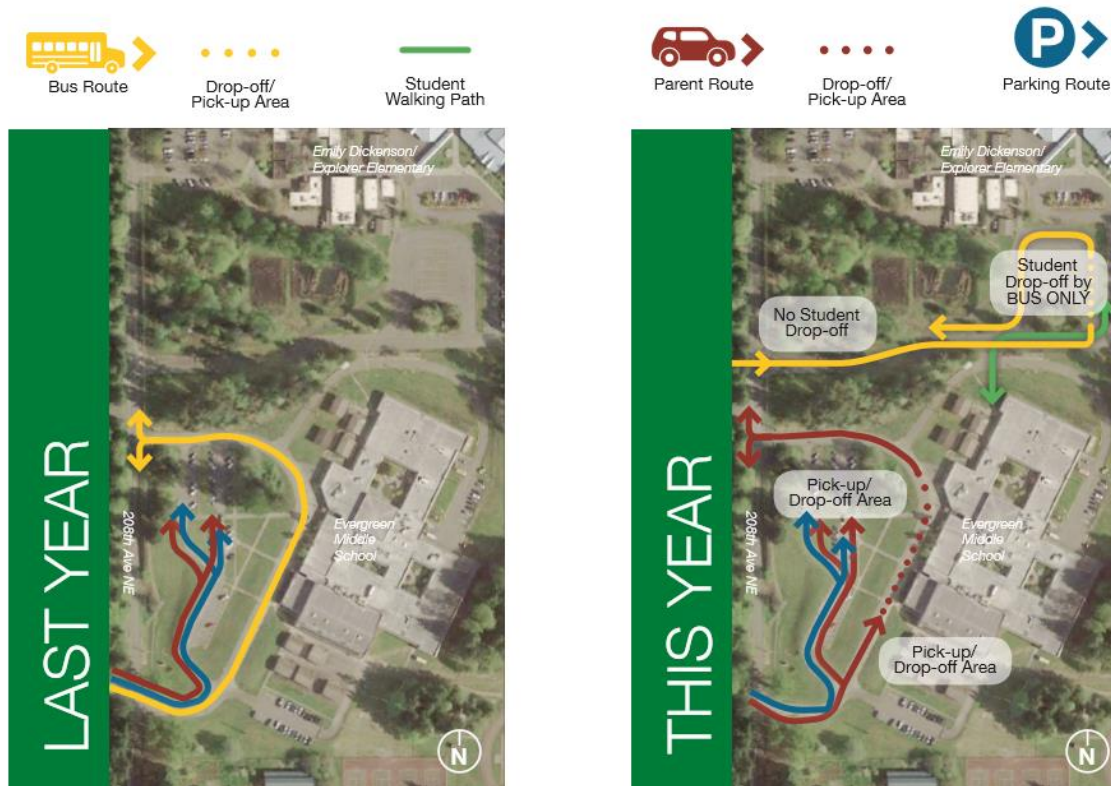 Bus Route
Drop-off/
Pick-up Area
Student
Walking Path
Parent Route
Drop-off/
Pick-up Area
P
Parking Route
LAST YEAR
Emily Dickenson/
Explorer Elementary
208th Ave NE
Evergreen
Middle
School
N
THIS YEAR
Emily Dickenson/
Explorer Elementary
Student
Drop-off by
BUS ONLY
No Student
Drop-off
Pick-up/
Drop-off Area
208th Ave NE
Evergreen
Middle
School
Pick-up/
Drop-off Area
N